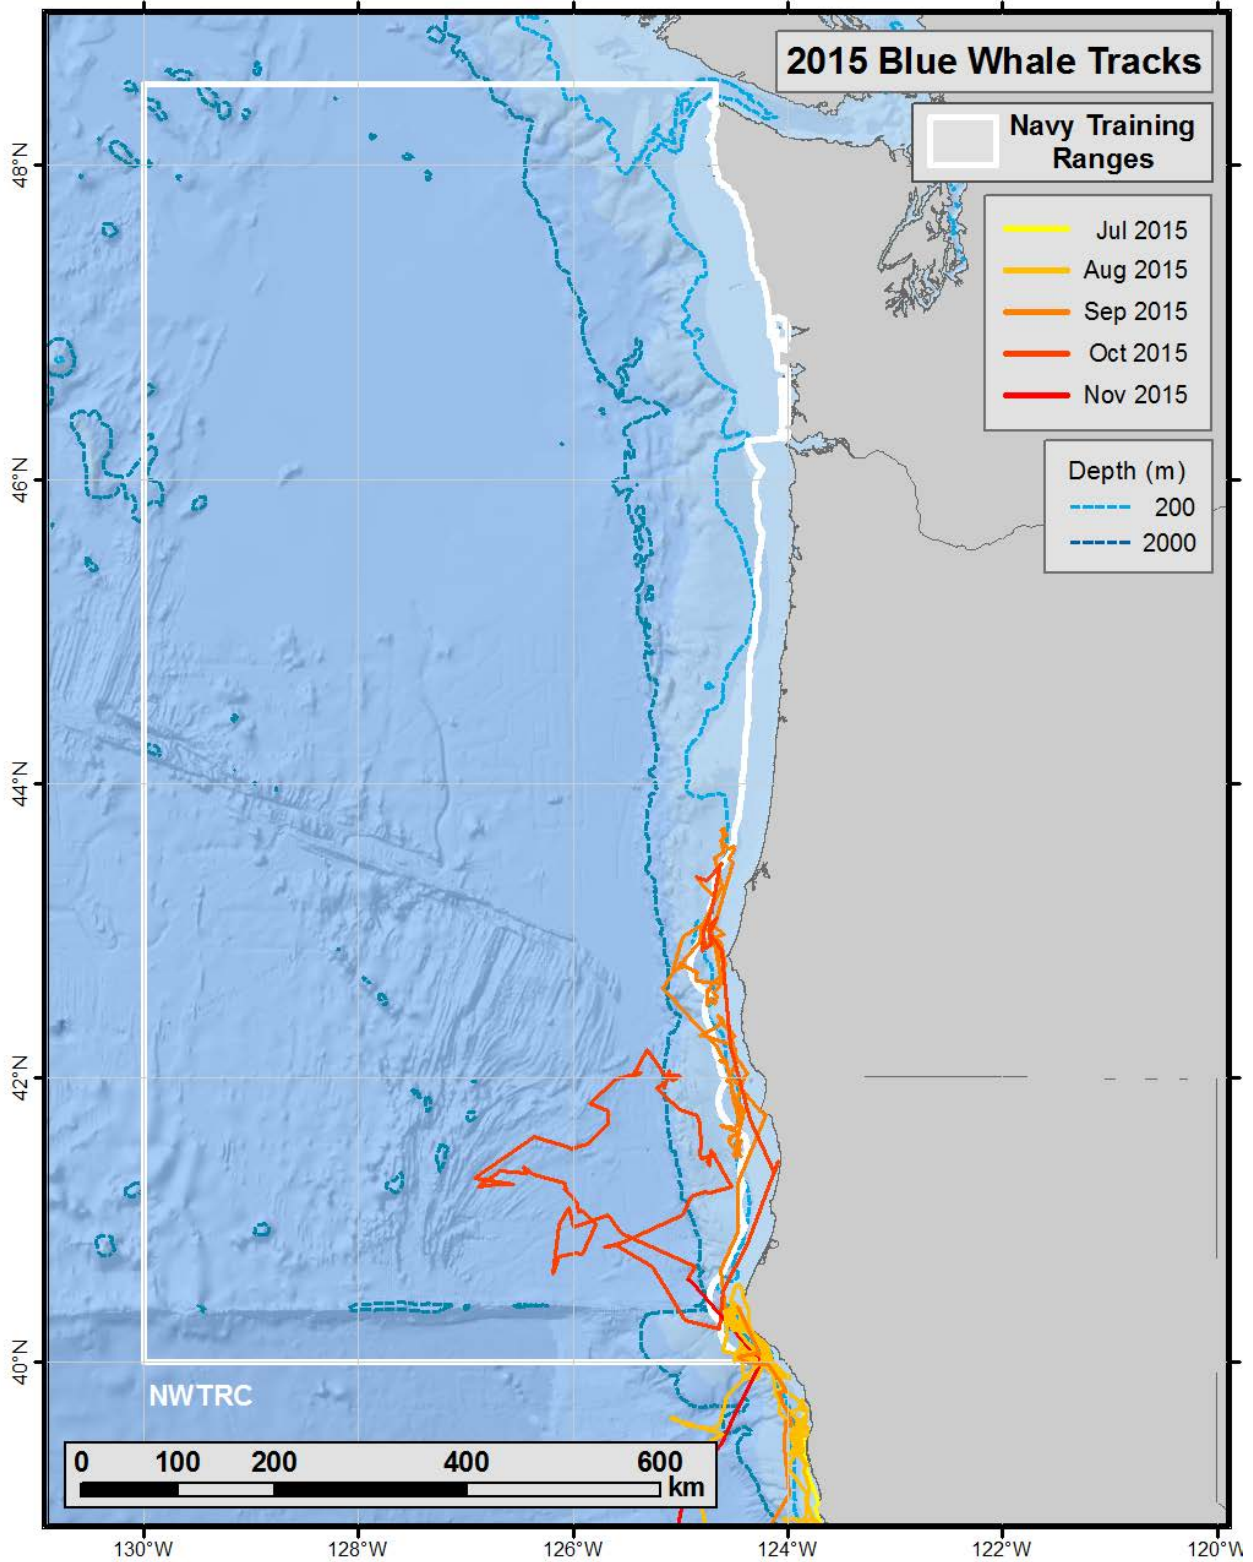 2015 Blue Whale Tracks
Navy Training
Ranges
Jul 2015
Aug 2015
Sep 2015
Oct 2015
Nov 2015
Depth (m)
200
2000
48°N
46°N
44°N
42°N
40°N
NWTRC
0 100 200 400 600
km
130°W 128°W 126°W 124°W 122°W 120°W